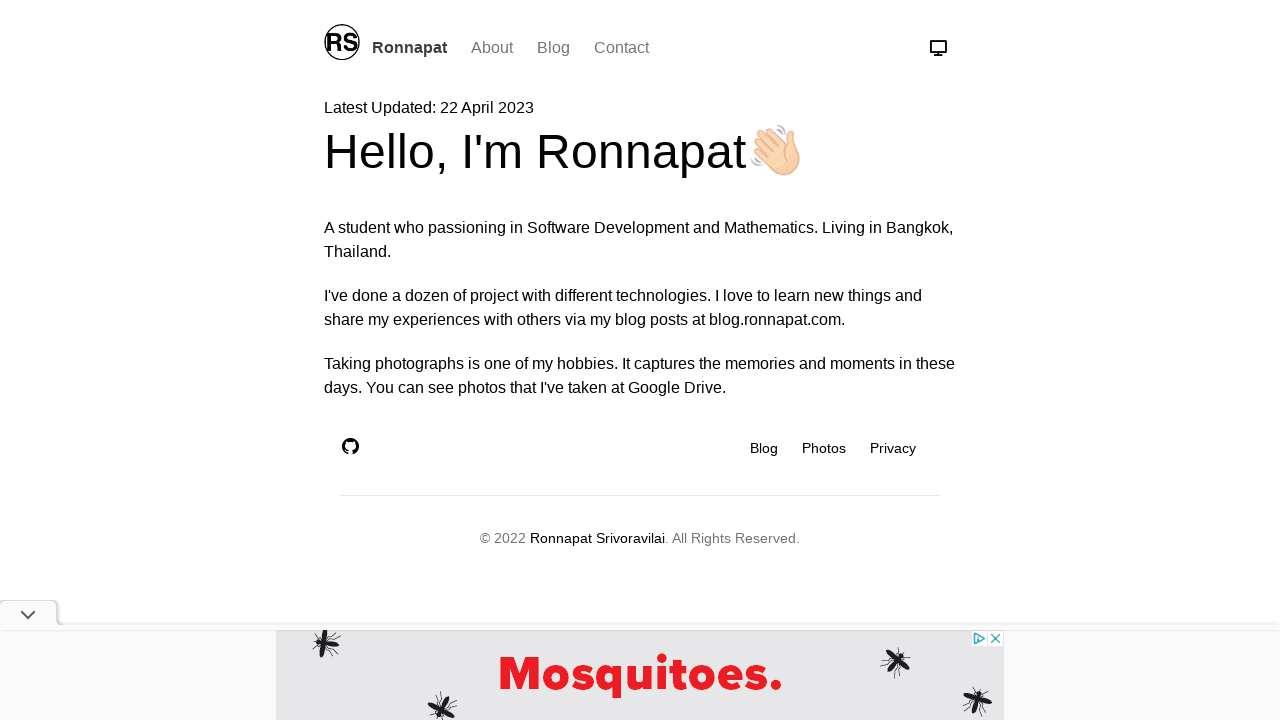 RS
Ronnapat About Blog Contact
Latest Updated: 22 April 2023
Hello, I'm Ronnapat👋🏻
A student who passioning in Software Development and Mathematics. Living in Bangkok,
Thailand.
I've done a dozen of project with different technologies. I love to learn new things and
share my experiences with others via my blog posts at blog.ronnapat.com.
Taking photographs is one of my hobbies. It captures the memories and moments in these
days. You can see photos that I've taken at Google Drive.
Blog Photos Privacy
© 2022 Ronnapat Srivoravilai. All Rights Reserved.
Mosquitoes.